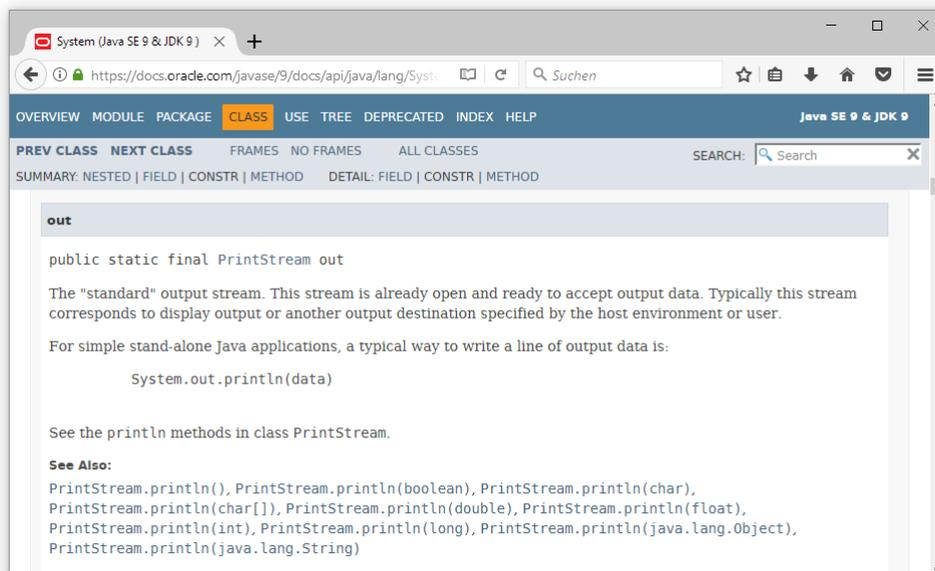 System (Java SE 9 & JDK 9 )
https://docs.oracle.com/javase/9/docs/api/java/lang/Syst
Suchen
OVERVIEW MODULE PACKAGE CLASS USE TREE DEPRECATED INDEX HELP
Java SE 9 & JDK 9
PREV CLASS NEXT CLASS FRAMES NO FRAMES ALL CLASSES
SEARCH: Search
SUMMARY: NESTED | FIELD | CONSTR | METHOD DETAIL: FIELD | CONSTR | METHOD
out
public static final PrintStream out
The "standard" output stream. This stream is already open and ready to accept output data. Typically this stream
corresponds to display output or another output destination specified by the host environment or user.
For simple stand-alone Java applications, a typical way to write a line of output data is:
System.out.println(data)
See the println methods in class PrintStream.
See Also:
PrintStream.println(), PrintStream.println(boolean), PrintStream.println(char),
PrintStream.println(char[]), PrintStream.println(double), PrintStream.println(float),
PrintStream.println(int), PrintStream.println(long), PrintStream.println(java.lang.Object),
PrintStream.println(java.lang.String)